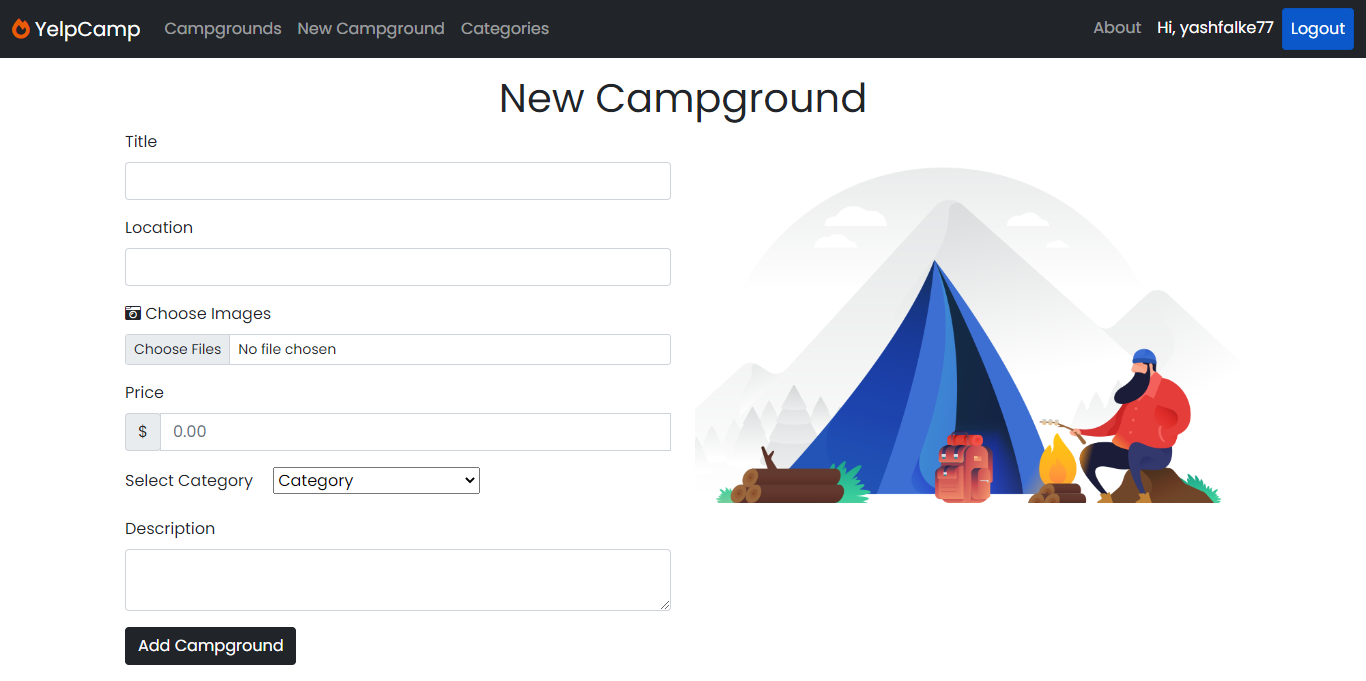 YelpCamp Campgrounds New Campground Categories About Hi, yashfalke77 Logout
New Campground
Title
Location
Choose Images
Choose Files No file chosen
Price
$ 0.00
Select Category Category
Description
Add Campground